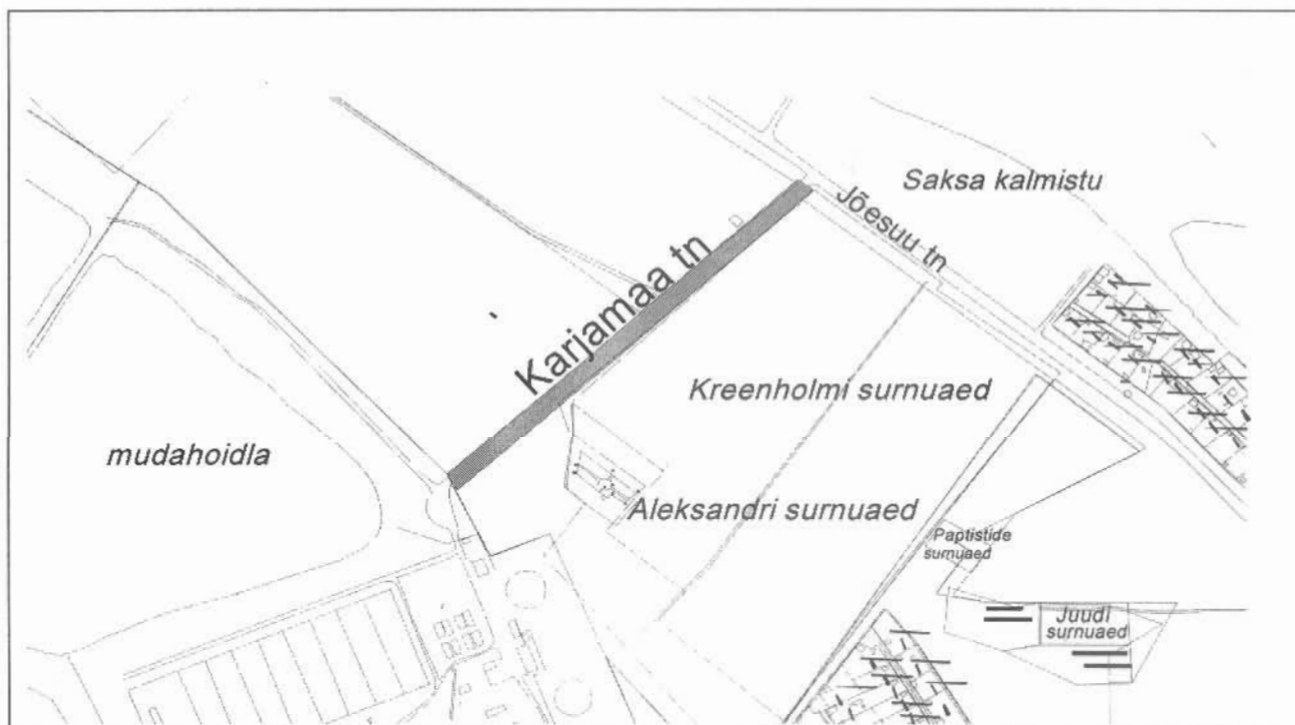 Saksa kalmistu
Jõesuu tn
Karjamaa tn
Kreenholmi surnuaed
mudahoidla
Aleksandri surnuaed
Paptistide
surnuaed
Juudi
surnuaed